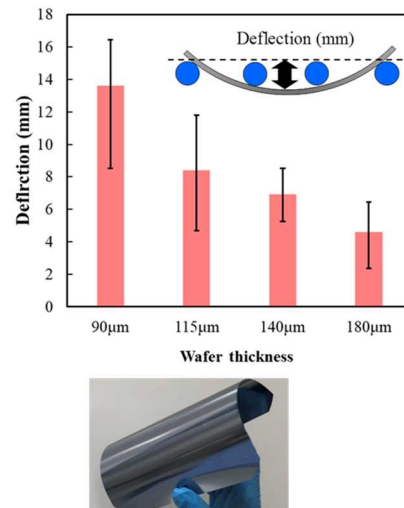 18
16
14
12
10
8
6
4
2
0
Deflrction (mm)
Deflection (mm)
90μm 115μm 140μm 180μm
Wafer thickness